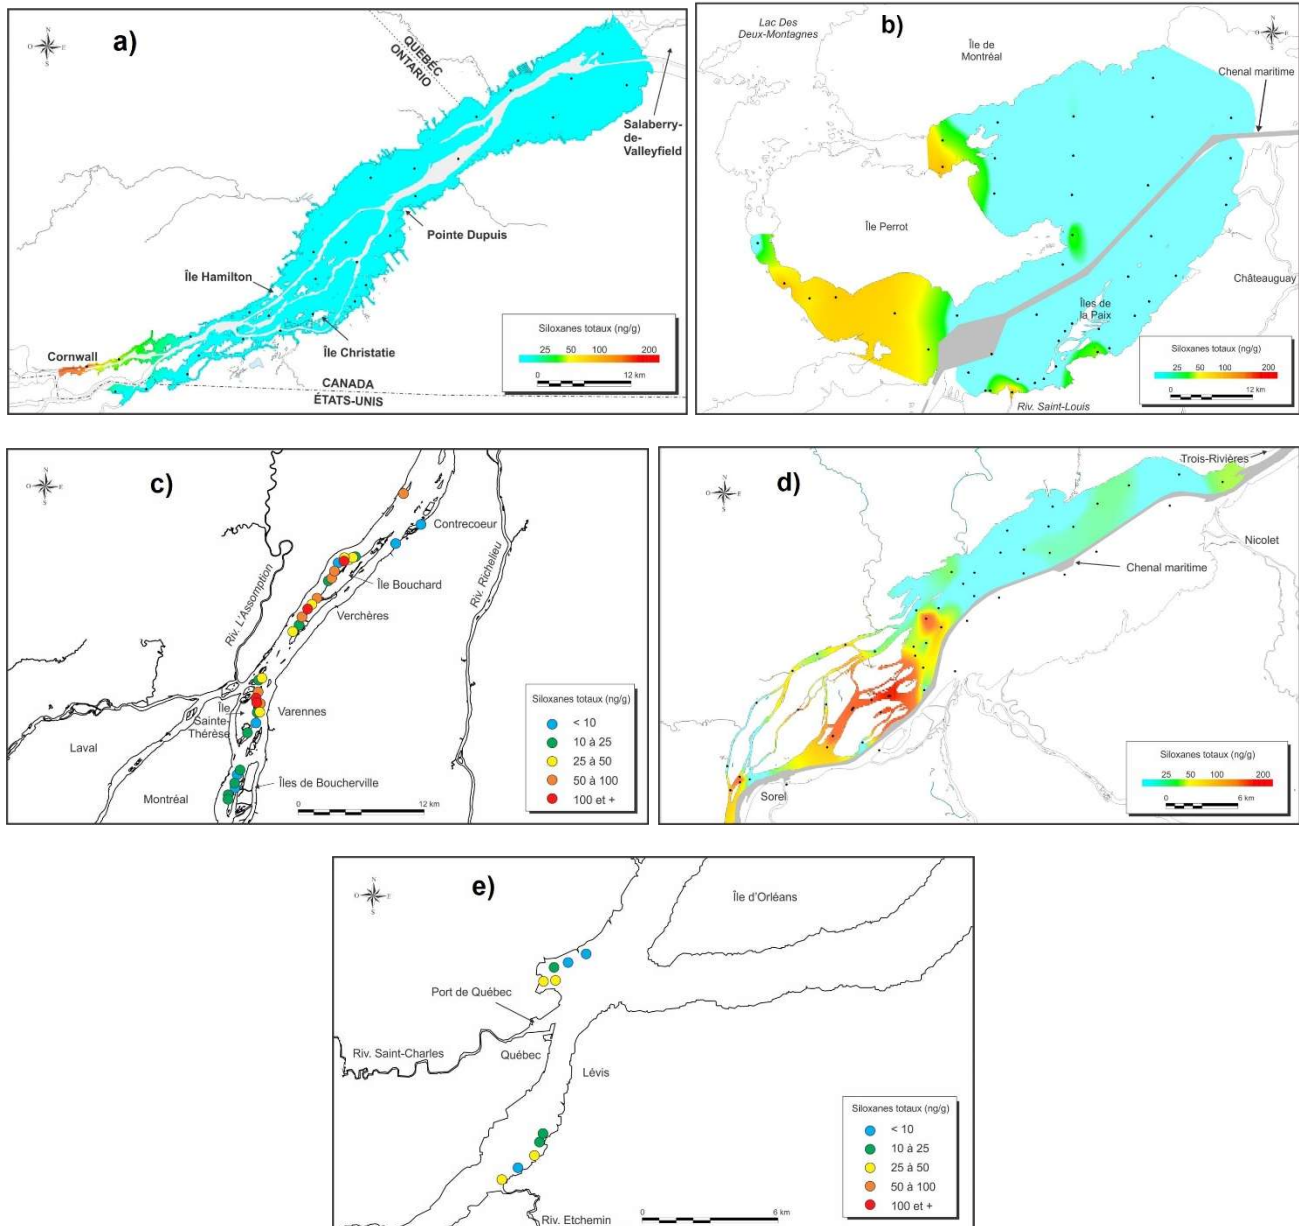 a)
N
O
E
S
QUÉBEC
ONTARIO
Salaberry-
de-
Valleyfield
Pointe Dupuis
Île Hamilton
Île Christatie
Cornwall
CANADA
ÉTATS-UNIS
Siloxanes totaux (ng/g)
25 50 100 200
0
12 km
b)
Lac Des
Deux-Montagnes
Île de
Montréal
N
O
E
S
Chenal maritime
Île Perrot
Châteauguay
Îles de
la Paix
Riv. Saint-Louis
Siloxanes totaux (ng/g)
25 50 100 200
0
12 km
c)
N
O
E
S
Contrecoeur
Riv. L'Assomption
Île Bouchard
Riv. Richelieu
Verchères
Île
Sainte-
Thérèse
Varennes
Laval
Îles de Boucherville
Montréal
0
12 km
Siloxanes totaux (ng/g)
< 10
10 à 25
25 à 50
50 à 100
100 et +
d)
N
O
E
S
Trois-Rivières
Nicolet
Chenal maritime
Sorel
Siloxanes totaux (ng/g)
25 50 100 200
0
6 km
e)
N
O
E
S
Île d'Orléans
Port de Québec
Riv. Saint-Charles
Québec
Lévis
Riv. Etchemin
0
6 km
Siloxanes totaux (ng/g)
< 10
10 à 25
25 à 50
50 à 100
100 et +